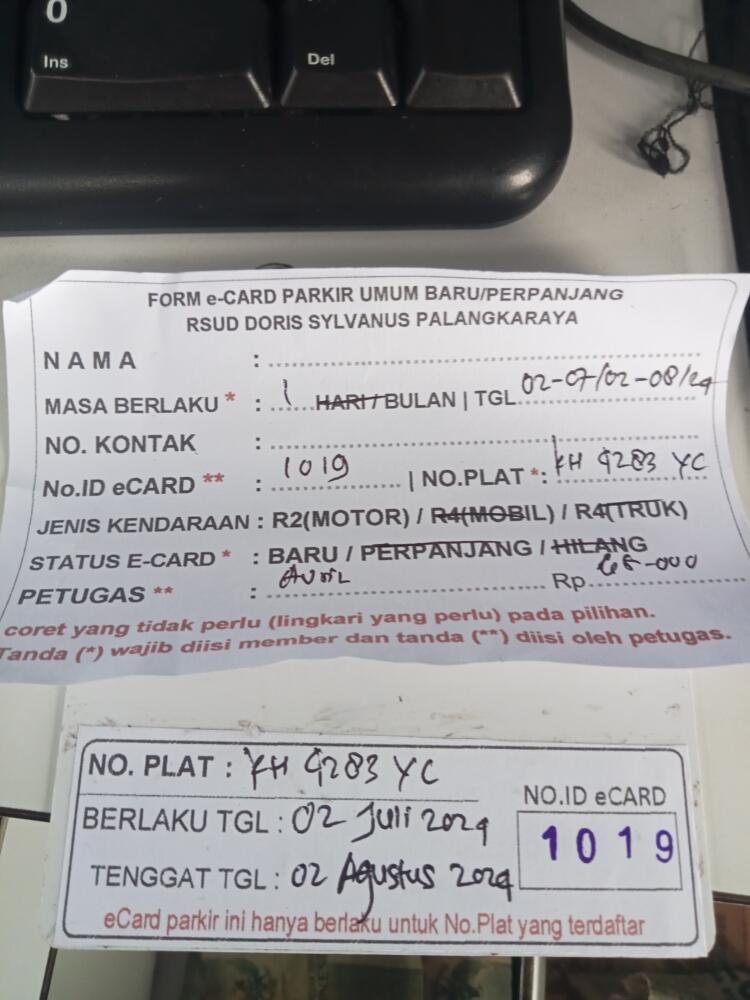 0
Ins
Del
FORM e-CARD PARKIR UMUM BARU/PERPANJANG
RSUD DORIS SYLVANUS PALANGKARAYA
NAMA :
MASA BERLAKU * : 1 HARI / BULAN | TGL 02-07/02-08/24
NO. KONTAK :
No.ID eCARD ** : 1019 | NO.PLAT *: KH 4283 YC
JENIS KENDARAAN : R2(MOTOR) / R4(MOBIL) / R4(TRUK)
STATUS E-CARD * : BARU / PERPANJANG / HILANG
PETUGAS ** : Rp
coret yang tidak perlu (lingkari yang perlu) pada pilihan.
Tanda (*) wajib diisi member dan tanda (**) diisi oleh petugas.
NO. PLAT : KH 4283 YC
BERLAKU TGL : 02 Juli 2024
TENGGAT TGL : 02 Agustus 2024
NO.ID eCARD
1019
eCard parkir ini hanya berlaku untuk No.Plat yang terdaftar